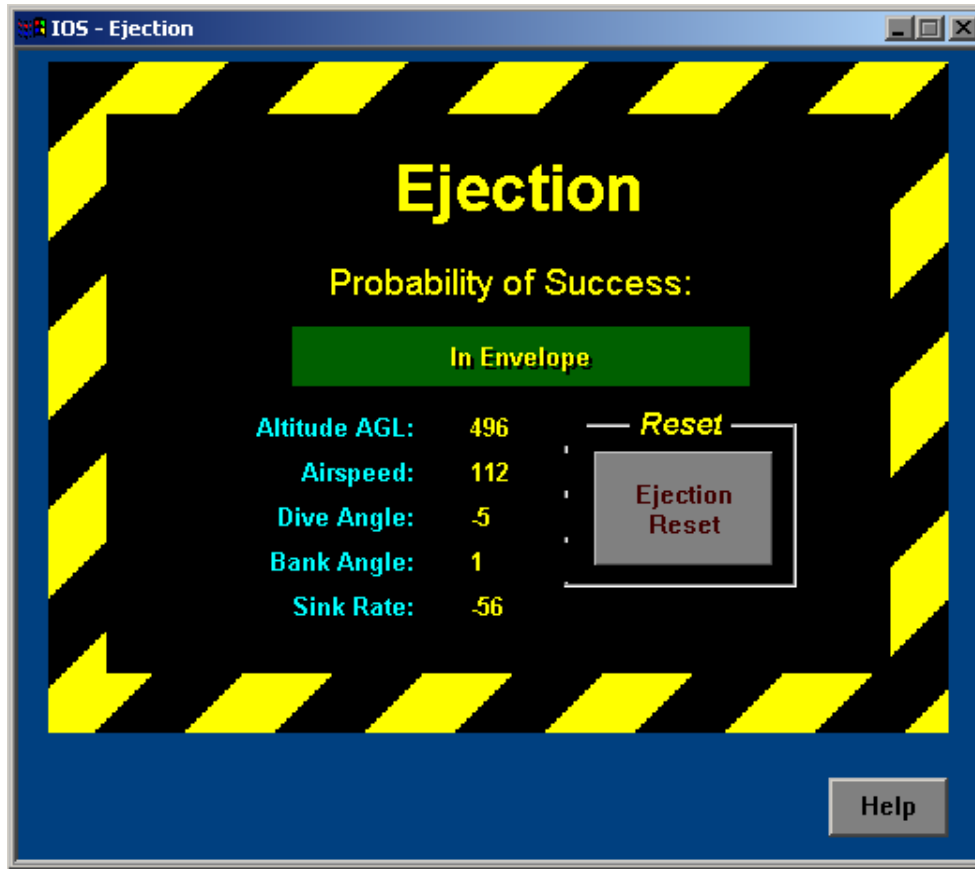 IOS - Ejection
Ejection
Probability of Success:
In Envelope
Altitude AGL: 496
Airspeed: 112
Dive Angle: -5
Bank Angle: 1
Sink Rate: -56
Reset
Ejection
Reset
Help